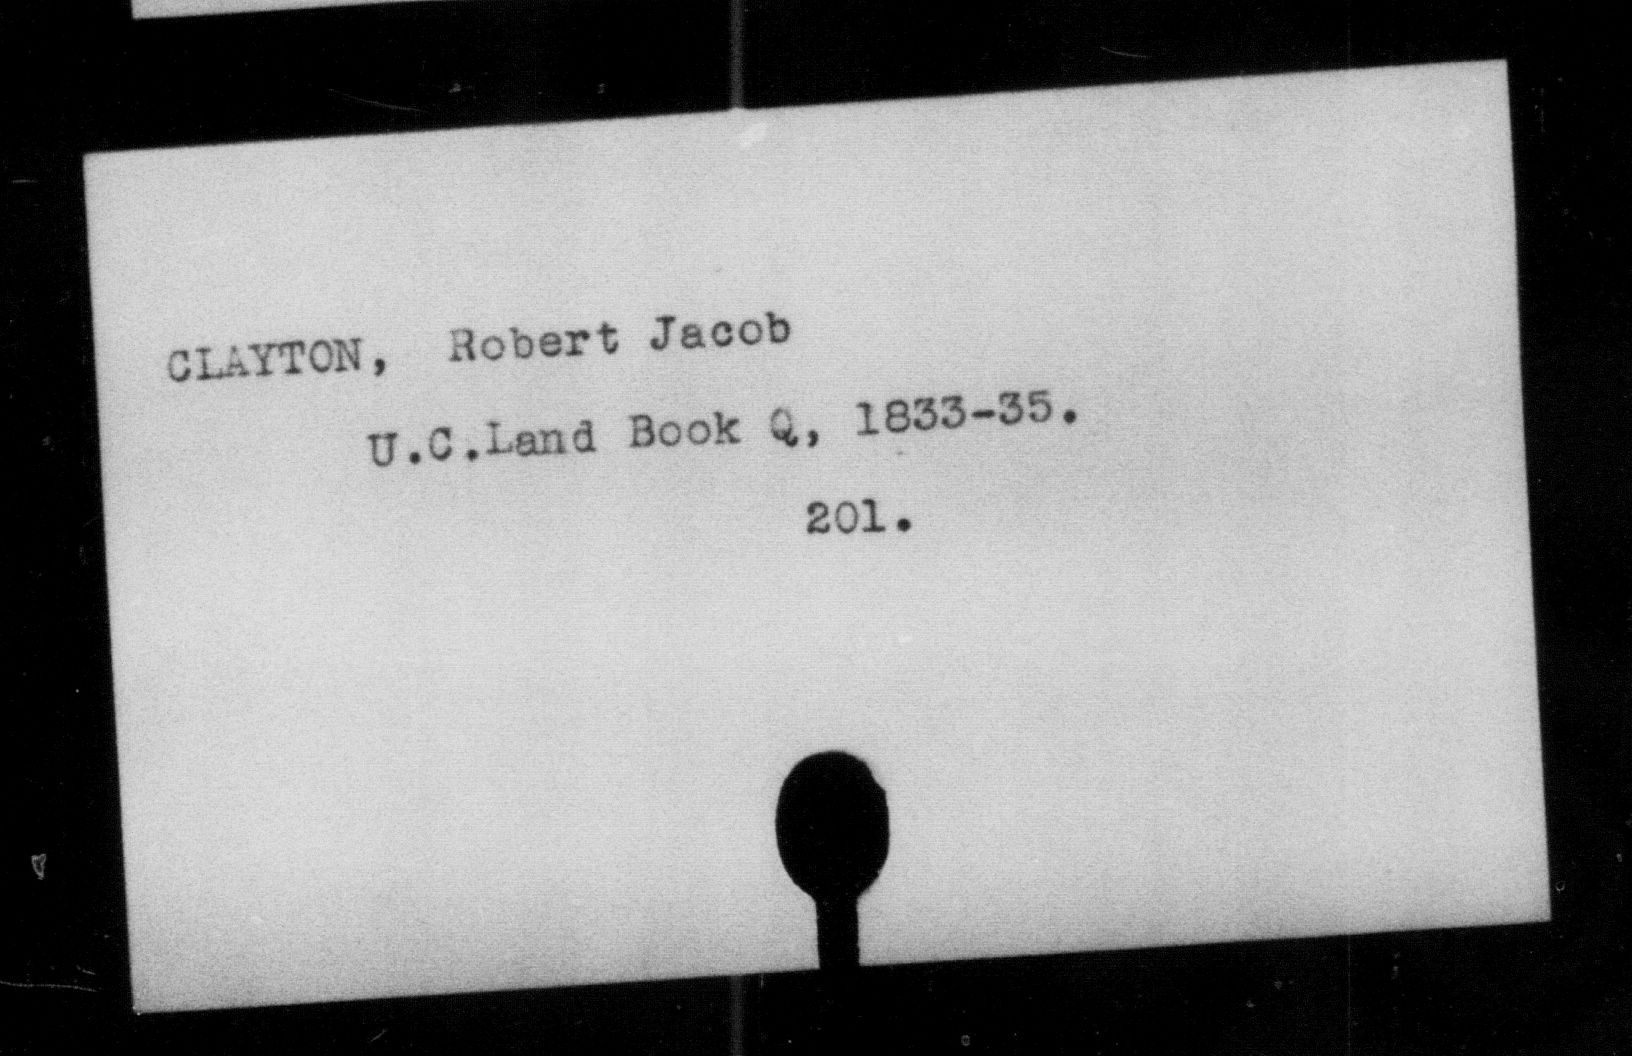 CLAYTON, Robert Jacob
U.C.Land Book Q, 1833-35.
201.